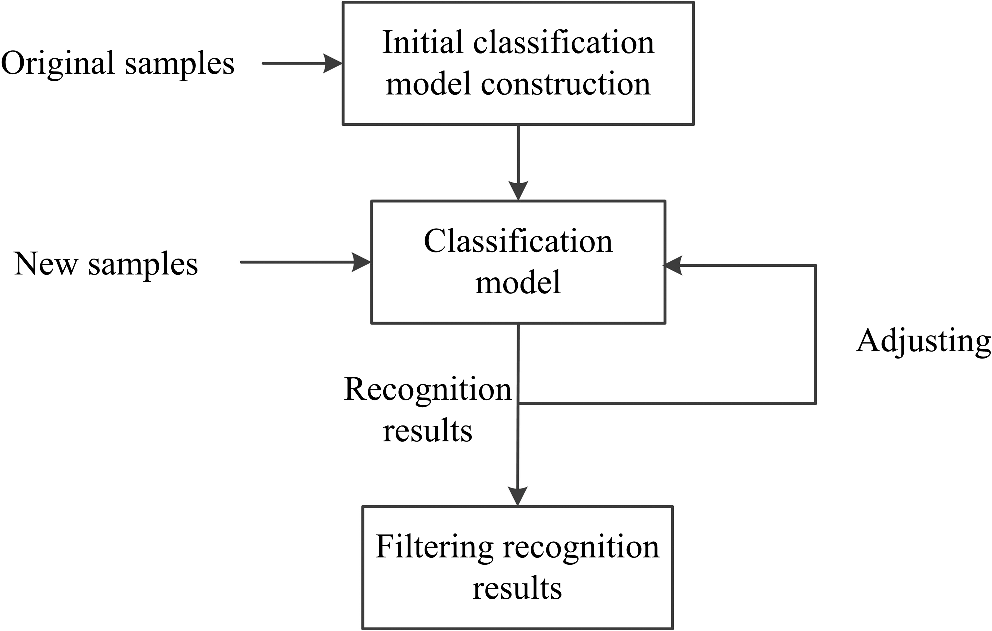 Initial classification
model construction
Original samples
Classification
model
New samples
Adjusting
Recognition
results
Filtering recognition
results